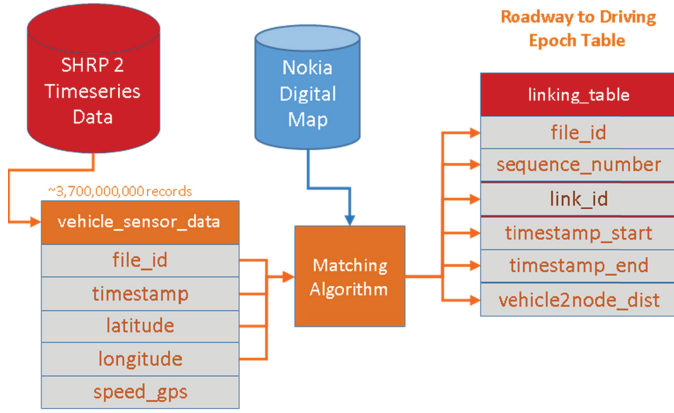 Roadway to Driving
Epoch Table
SHRP 2
Timeseries
Data
Nokia
Digital
Map
linking_table
file_id
sequence_number
link_id
timestamp_start
timestamp_end
vehicle2node_dist
~3,700,000,000 records
vehicle_sensor_data
file_id
timestamp
latitude
longitude
speed_gps
Matching
Algorithm